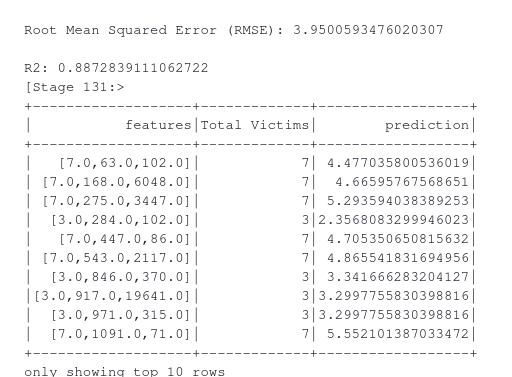 Root Mean Squared Error (RMSE): 3.9500593476020307
R2: 0.8872839111062722
[Stage 131:>
+-------------------+-------------+------------------+
|           features|Total Victims|        prediction|
+-------------------+-------------+------------------+
|   [7.0,63.0,102.0]|            7| 4.477035800536019|
| [7.0,168.0,6048.0]|            7|  4.66595767568651|
| [7.0,275.0,3447.0]|            7| 5.293594038389253|
|  [3.0,284.0,102.0]|            3|2.3568083299946023|
|   [7.0,447.0,86.0]|            7| 4.705350650815632|
| [7.0,543.0,2117.0]|            7| 4.865541831694956|
|  [3.0,846.0,370.0]|            3| 3.341666283204127|
|[3.0,917.0,19641.0]|            3|3.2997755830398816|
|  [3.0,971.0,315.0]|            3|3.2997755830398816|
|  [7.0,1091.0,71.0]|            7| 5.552101387033472|
+-------------------+-------------+------------------+
only showing top 10 rows